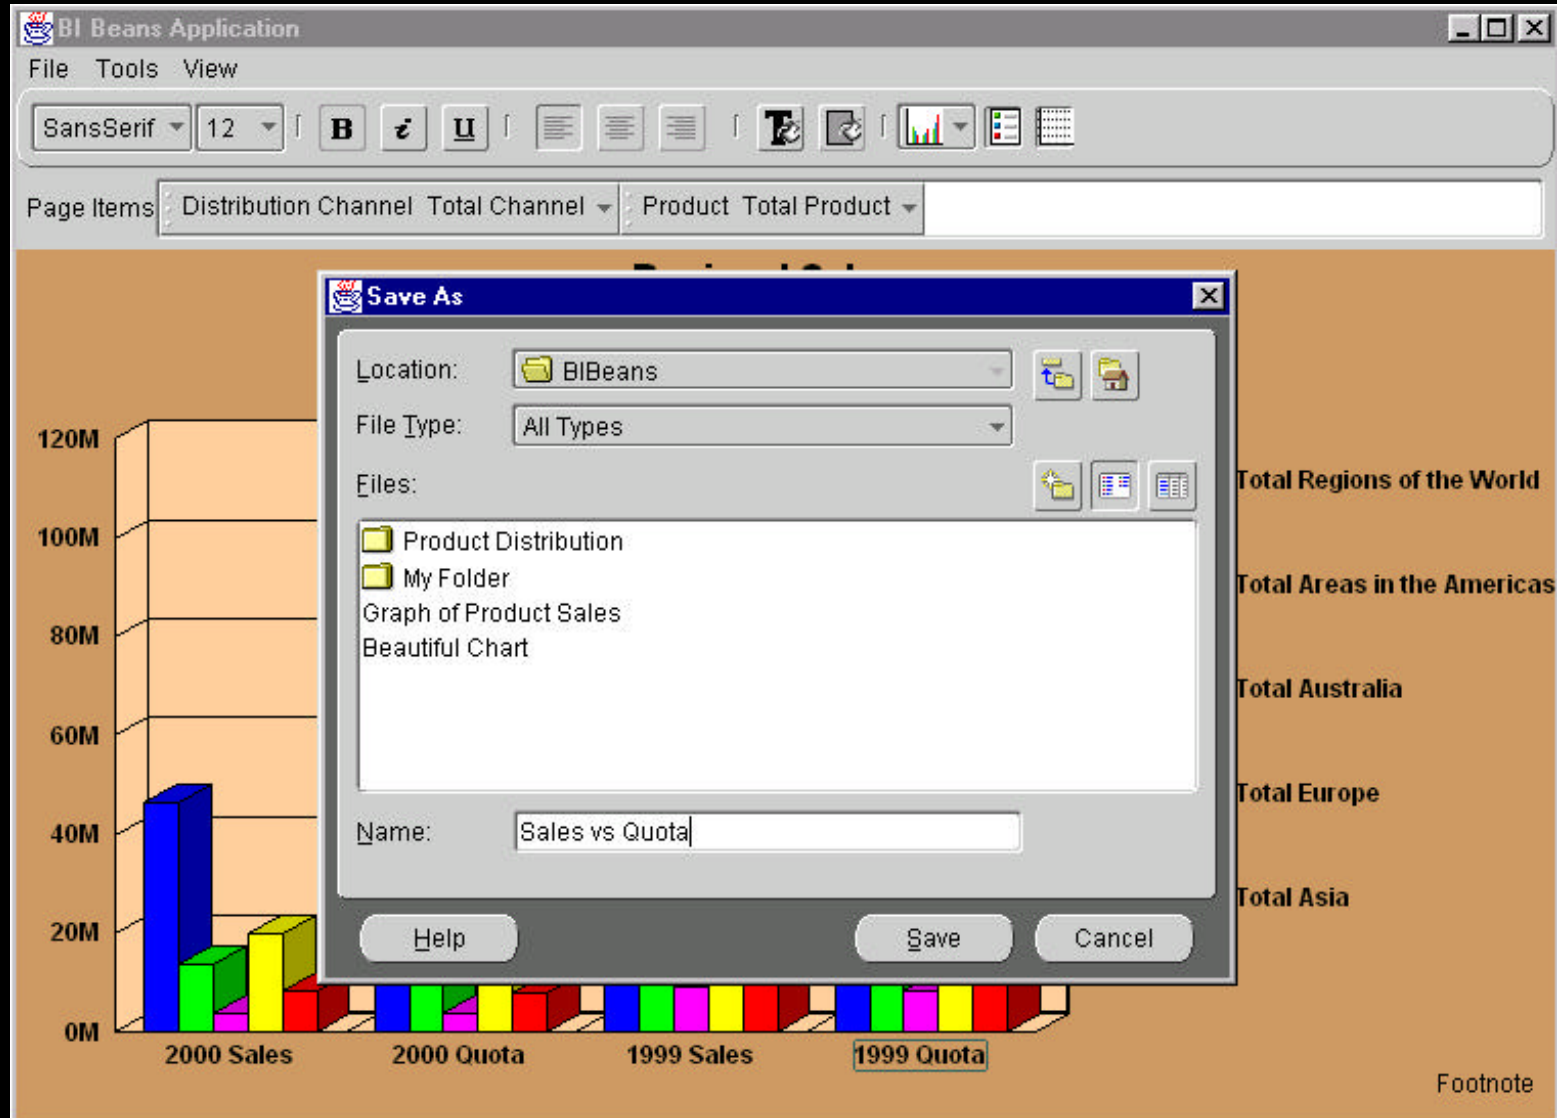 BI Beans Application
File Tools View
SansSerif 12 B i U
Page Items Distribution Channel Total Channel Product Total Product
Save As
Location: BIBeans
File Type: All Types
Files:
Product Distribution
My Folder
Graph of Product Sales
Beautiful Chart
Name: Sales vs Quota
Help Save Cancel
120M
100M
80M
60M
40M
20M
0M
2000 Sales 2000 Quota 1999 Sales 1999 Quota
Total Regions of the World
Total Areas in the Americas
Total Australia
Total Europe
Total Asia
Footnote